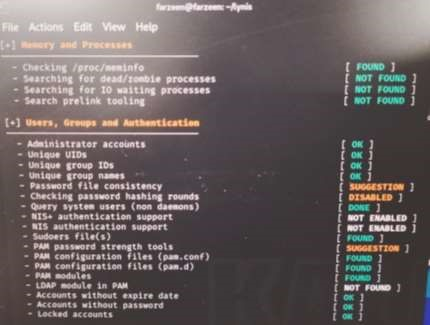 farzeen@farzeen: ~/lynis
File Actions Edit View Help
[+] Memory and Processes
- Checking /proc/meminfo [ FOUND ]
- Searching for dead/zombie processes [ NOT FOUND ]
- Searching for IO waiting processes [ NOT FOUND ]
- Search prelink tooling [ NOT FOUND ]
[+] Users, Groups and Authentication
- Administrator accounts [ OK ]
- Unique UIDs [ OK ]
- Unique group IDs [ OK ]
- Unique group names [ OK ]
- Password file consistency [ SUGGESTION ]
- Checking password hashing rounds [ DISABLED ]
- Query system users (non daemons) [ DONE ]
- NIS+ authentication support [ NOT ENABLED ]
- NIS authentication support [ NOT ENABLED ]
- Sudoers file(s) [ FOUND ]
- PAM password strength tools [ SUGGESTION ]
- PAM configuration files (pam.conf) [ FOUND ]
- PAM configuration files (pam.d) [ FOUND ]
- PAM modules [ FOUND ]
- LDAP module in PAM [ NOT FOUND ]
- Accounts without expire date [ OK ]
- Accounts without password [ OK ]
- Locked accounts [ OK ]